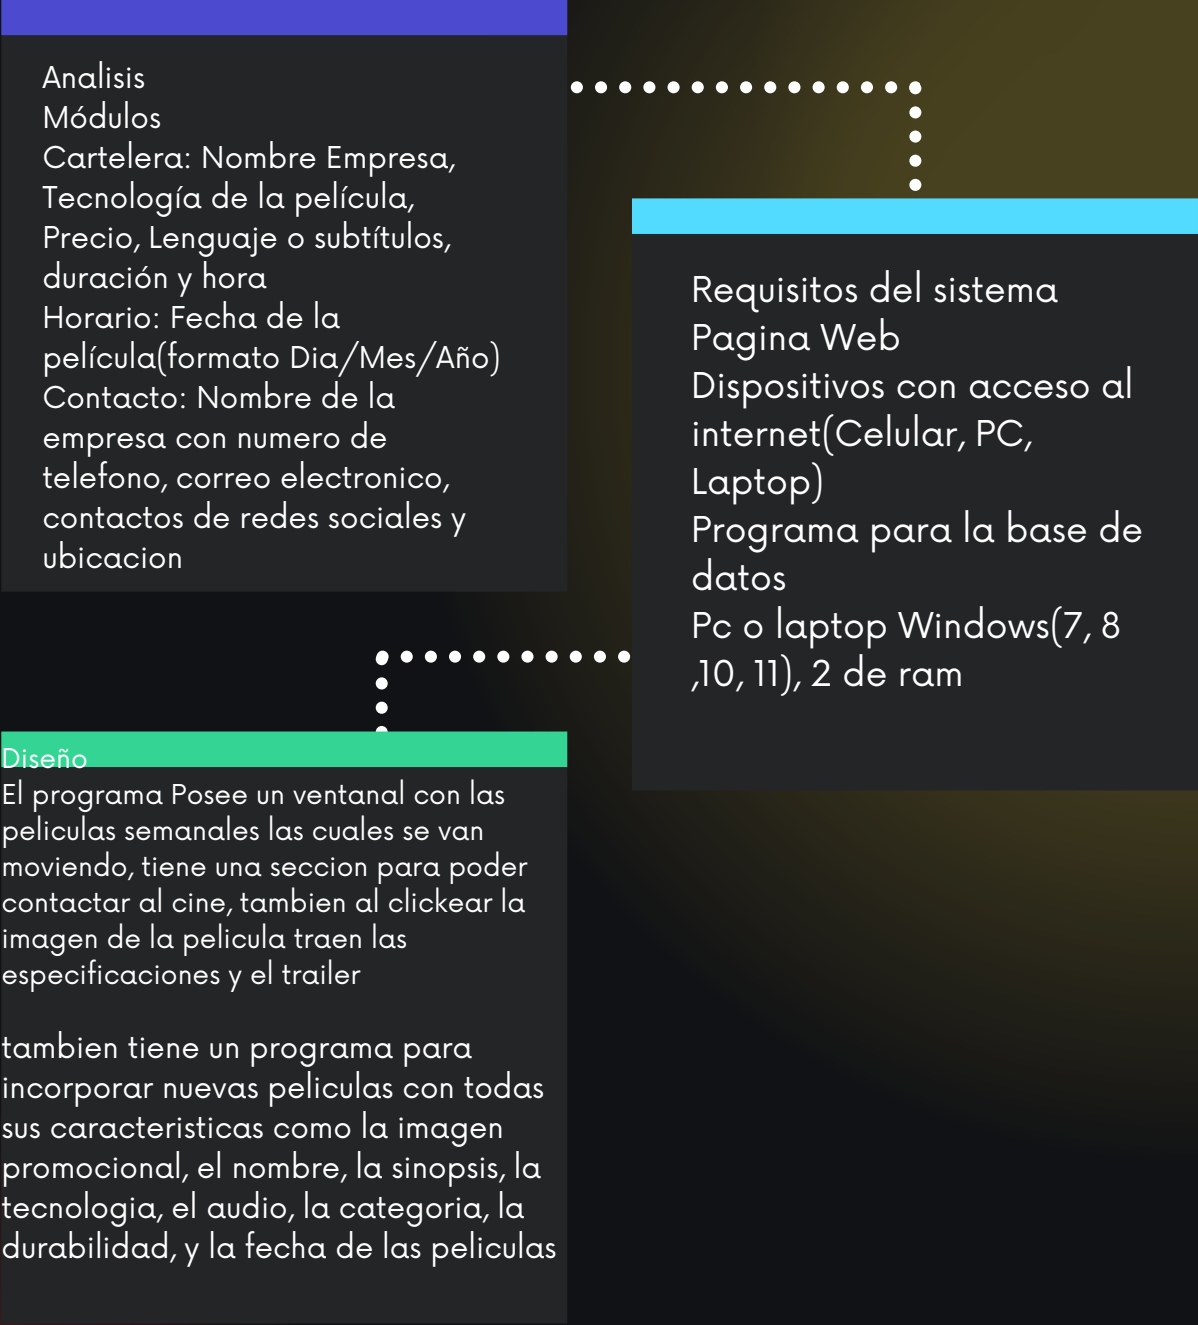 Analisis
Módulos
Cartelera: Nombre Empresa,
Tecnología de la película,
Precio, Lenguaje o subtítulos,
duración y hora
Horario: Fecha de la
película(formato Dia/Mes/Año)
Contacto: Nombre de la
empresa con numero de
telefono, correo electronico,
contactos de redes sociales y
ubicacion
Requisitos del sistema
Pagina Web
Dispositivos con acceso al
internet(Celular, PC,
Laptop)
Programa para la base de
datos
Pc o laptop Windows(7, 8
,10, 11), 2 de ram
Diseño
El programa Posee un ventanal con las
peliculas semanales las cuales se van
moviendo, tiene una seccion para poder
contactar al cine, tambien al clickear la
imagen de la pelicula traen las
especificaciones y el trailer
tambien tiene un programa para
incorporar nuevas peliculas con todas
sus caracteristicas como la imagen
promocional, el nombre, la sinopsis, la
tecnologia, el audio, la categoria, la
durabilidad, y la fecha de las peliculas